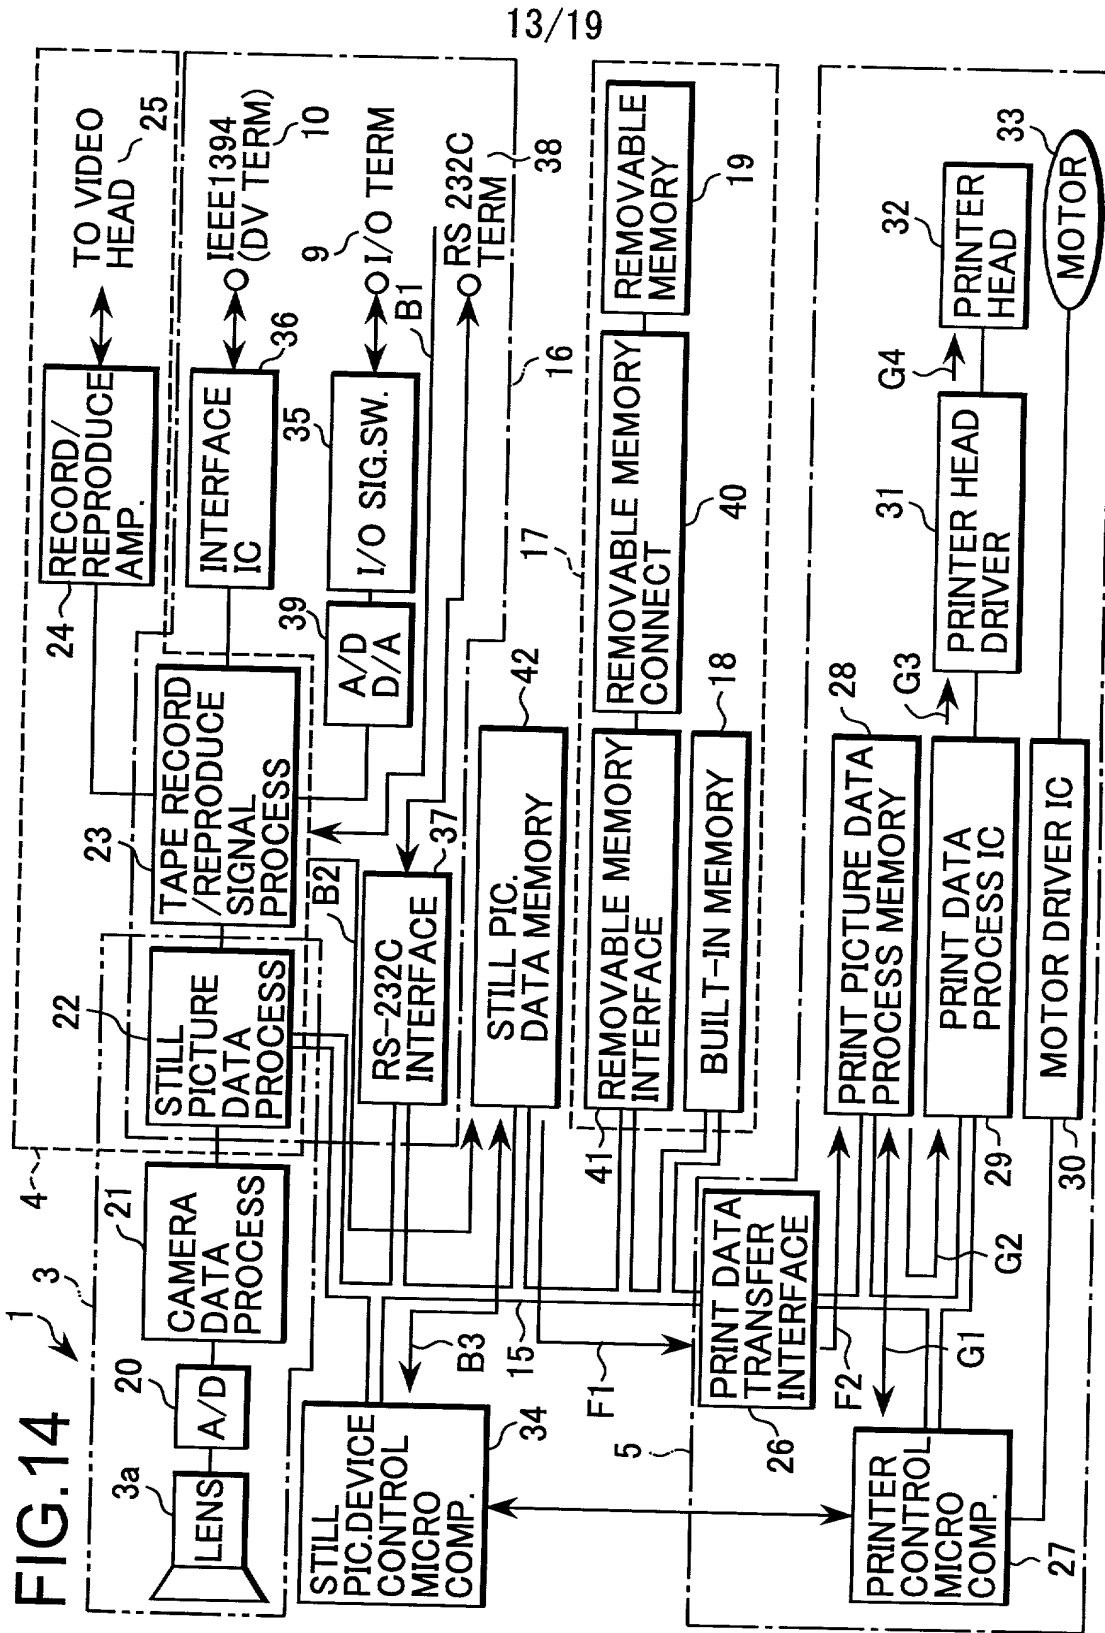 13/19
FIG.14
1
3
4
3a
LENS
20
A/D
21
CAMERA
DATA
PROCESS
22
STILL
PICTURE
DATA
PROCESS
23
TAPE RECORD
/REPRODUCE
SIGNAL
PROCESS
24
RECORD/
REPRODUCE
AMP.
TO VIDEO
HEAD
25
INTERFACE
IC
36
IEEE1394
(DV TERM)
10
39
A/D
D/A
35
I/O SIG.SW.
9
I/O TERM
B1
RS 232C
TERM
38
B2
RS-232C
INTERFACE
37
16
STILL
PIC.DEVICE
CONTROL
MICRO
COMP.
34
B3
15
F1
STILL PIC.
DATA MEMORY
42
17
41
REMOVABLE MEMORY
INTERFACE
REMOVABLE MEMORY
CONNECT
40
REMOVABLE
MEMORY
19
BUILT-IN MEMORY
18
5
PRINT DATA
TRANSFER
INTERFACE
26
F2
G1
G2
PRINTER
CONTROL
MICRO
COMP.
27
PRINT PICTURE DATA
PROCESS MEMORY
28
PRINT DATA
PROCESS IC
29
G3
PRINTER HEAD
DRIVER
31
G4
PRINTER
HEAD
32
MOTOR DRIVER IC
30
MOTOR
33